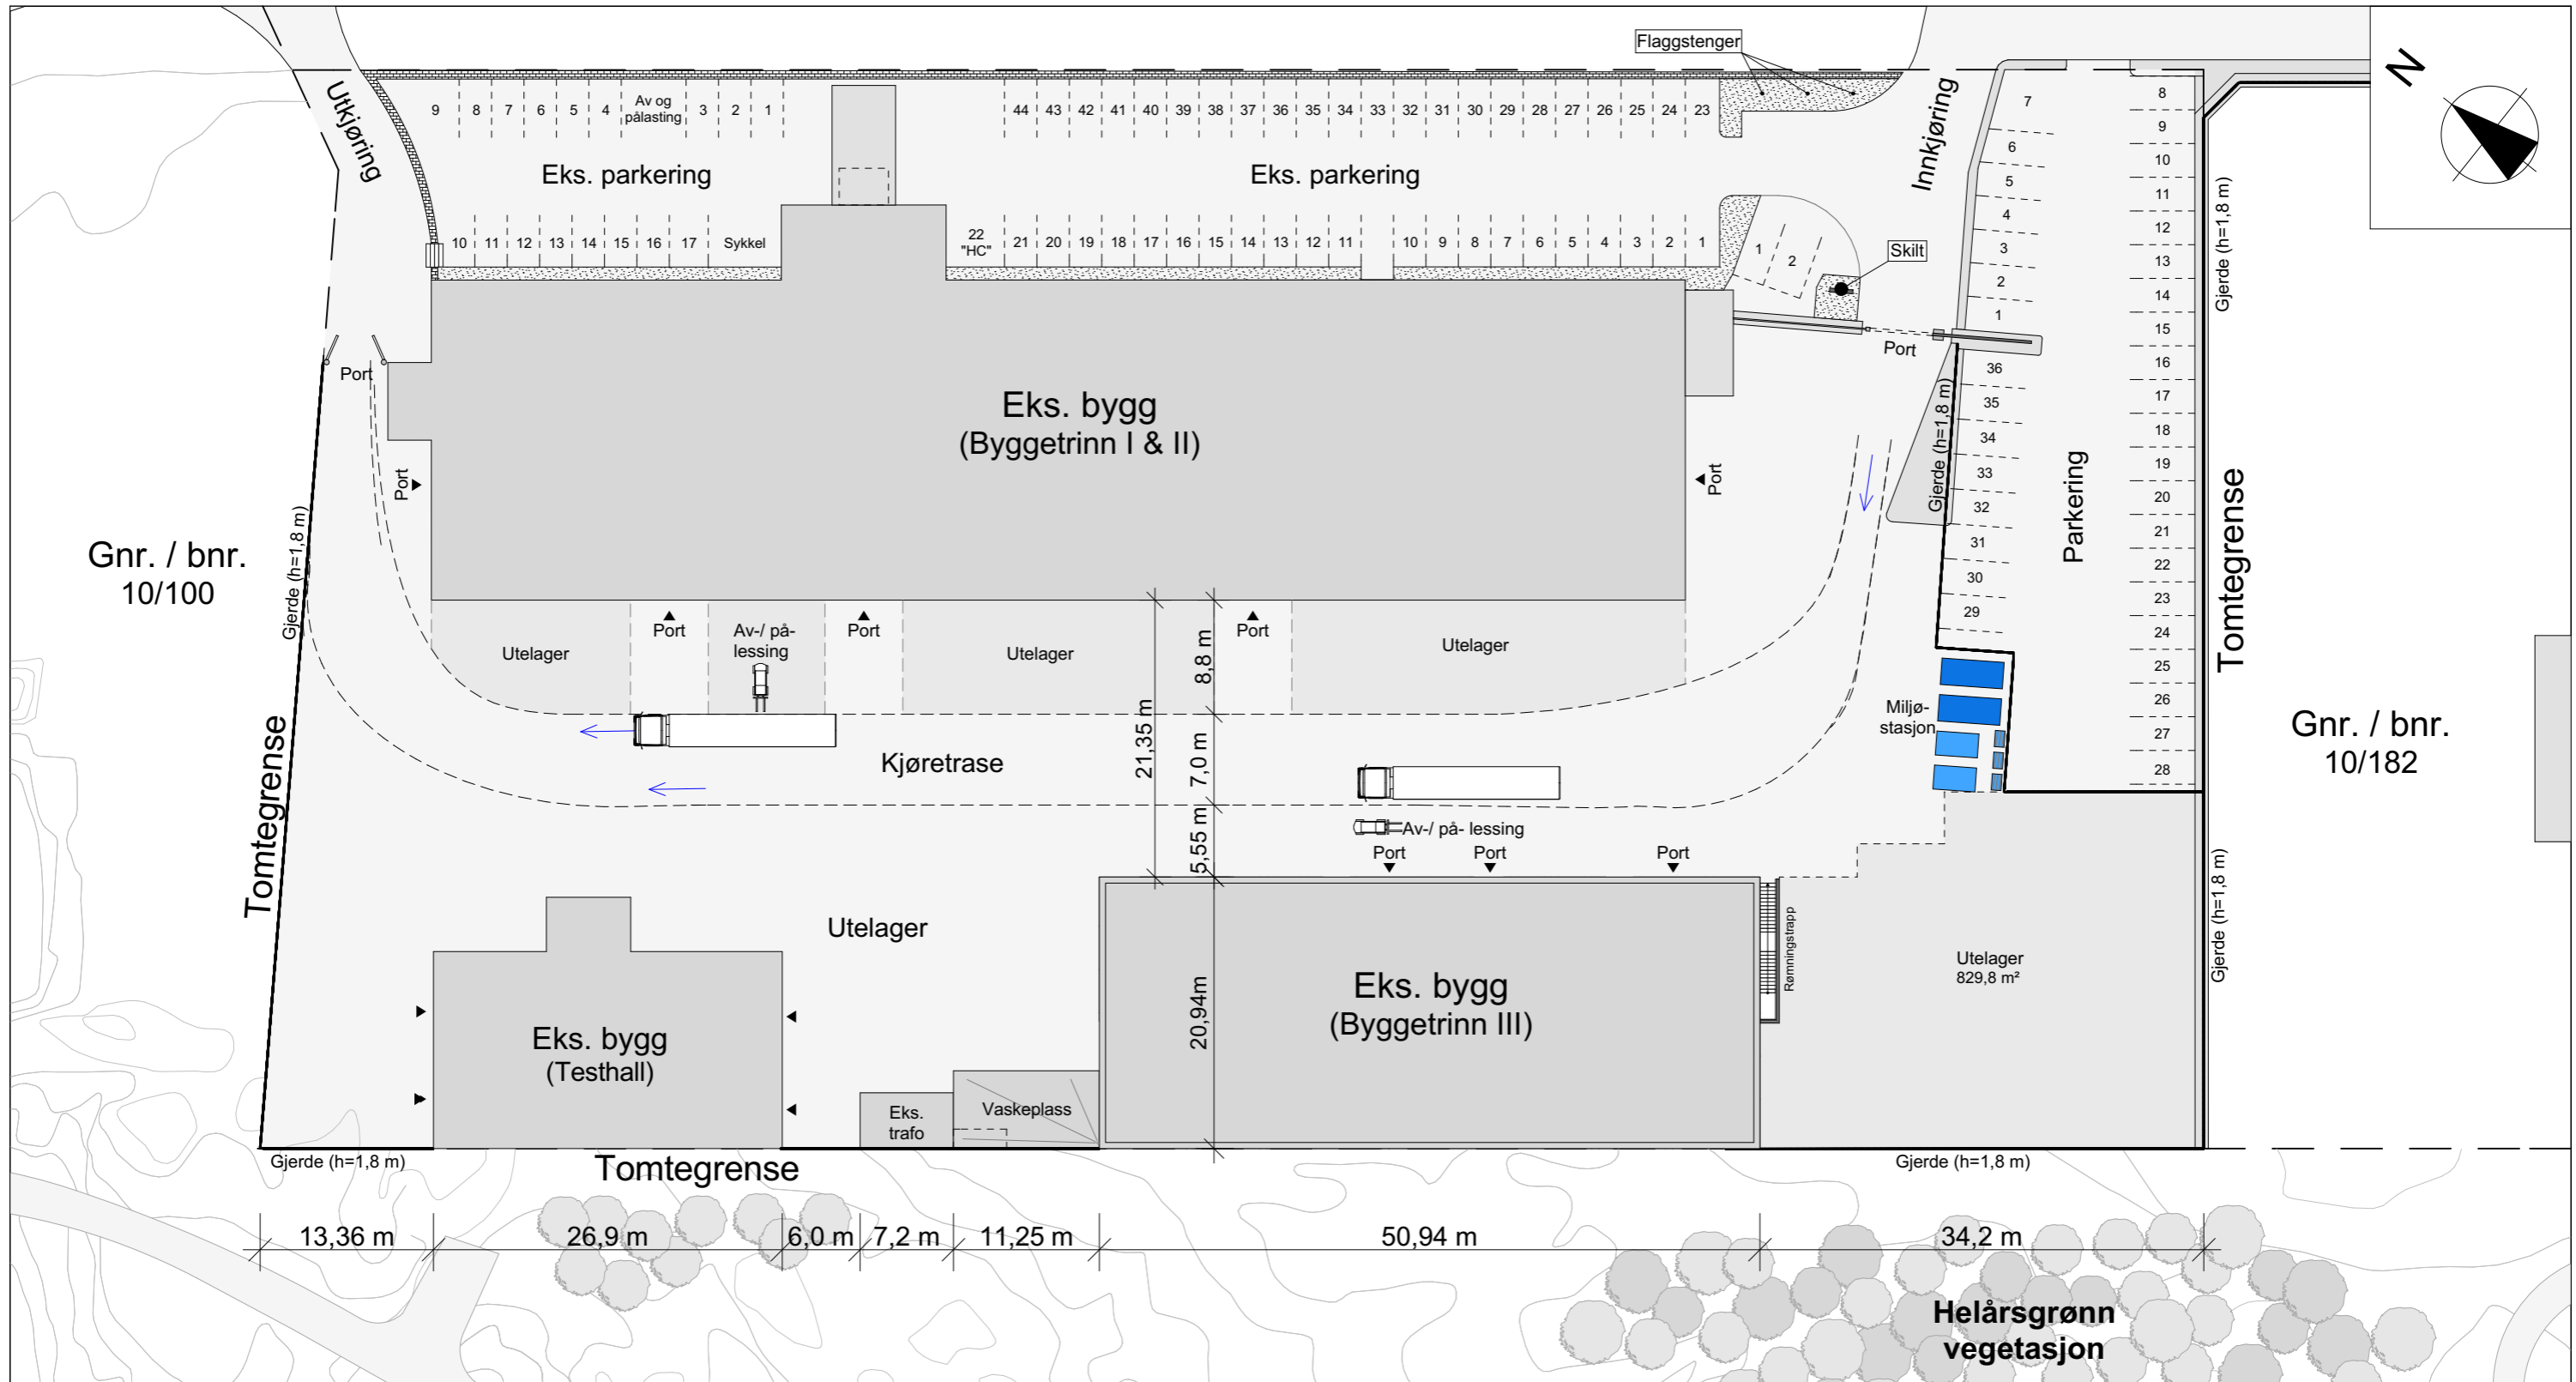 Flaggstenger
N
Utkjøring
9 8 7 6 5 4 Av og pålasting 3 2 1
44 43 42 41 40 39 38 37 36 35 34 33 32 31 30 29 28 27 26 25 24 23
Innkjøring
Eks. parkering
Eks. parkering
10 11 12 13 14 15 16 17 Sykkel
22 "HC" 21 20 19 18 17 16 15 14 13 12 11 10 9 8 7 6 5 4 3 2 1
1 2
Skilt
7
6
5
4
3
2
1
36
35
34
33
32
31
30
29
8
9
10
11
12
13
14
15
16
17
18
19
20
21
22
23
24
25
26
27
28
Parkering
Gjerde (h=1,8 m)
Gjerde (h=1,8 m)
Tomtegrense
Port
Port
Port
Port
Eks. bygg
(Byggetrinn I & II)
Gnr. / bnr.
10/100
Gjerde (h=1,8 m)
Tomtegrense
Utelager
Port
Av-/ på-
lessing
Port
Utelager
Port
Utelager
8,8 m
21,35 m
7,0 m
5,55 m
20,94m
Kjøretrase
Miljø-
stasjon
Gnr. / bnr.
10/182
Av-/ på- lessing
Port
Port
Port
Utelager
Rømningstrapp
Gjerde (h=1,8 m)
Utelager
829,8 m²
Eks. bygg
(Byggetrinn III)
Eks. bygg
(Testhall)
Eks.
trafo
Vaskeplass
Gjerde (h=1,8 m)
Tomtegrense
Gjerde (h=1,8 m)
13,36 m
26,9 m
6,0 m
7,2 m
11,25 m
50,94 m
34,2 m
Helårsgrønn
vegetasjon